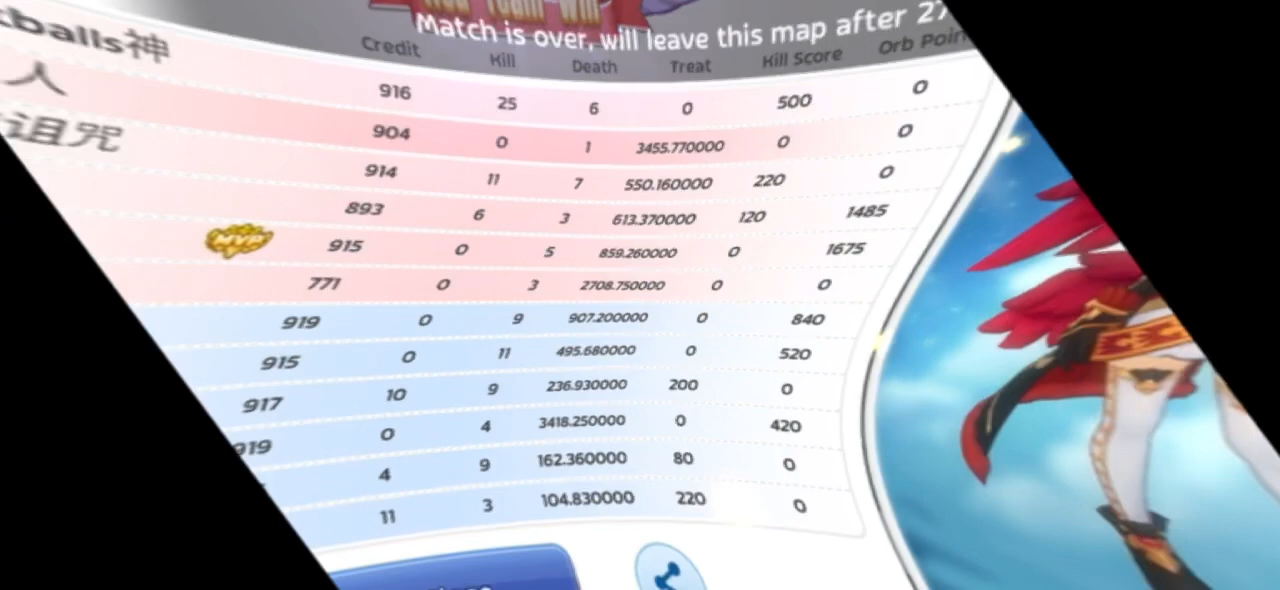 Match is over, will leave this map after 27
Credit Kill Death Treat Kill Score Orb Poin
balls神 916 25 6 0 500 0
人 904 0 1 3455.770000 0 0
诅咒 914 11 7 550.160000 220 0
893 6 3 613.370000 120 1485
MVP 915 0 5 859.260000 0 1675
771 0 3 2708.750000 0 0
919 0 9 907.200000 0 840
915 0 11 495.680000 0 520
917 10 9 236.930000 200 0
919 0 4 3418.250000 0 420
4 9 162.360000 80 0
11 3 104.830000 220 0